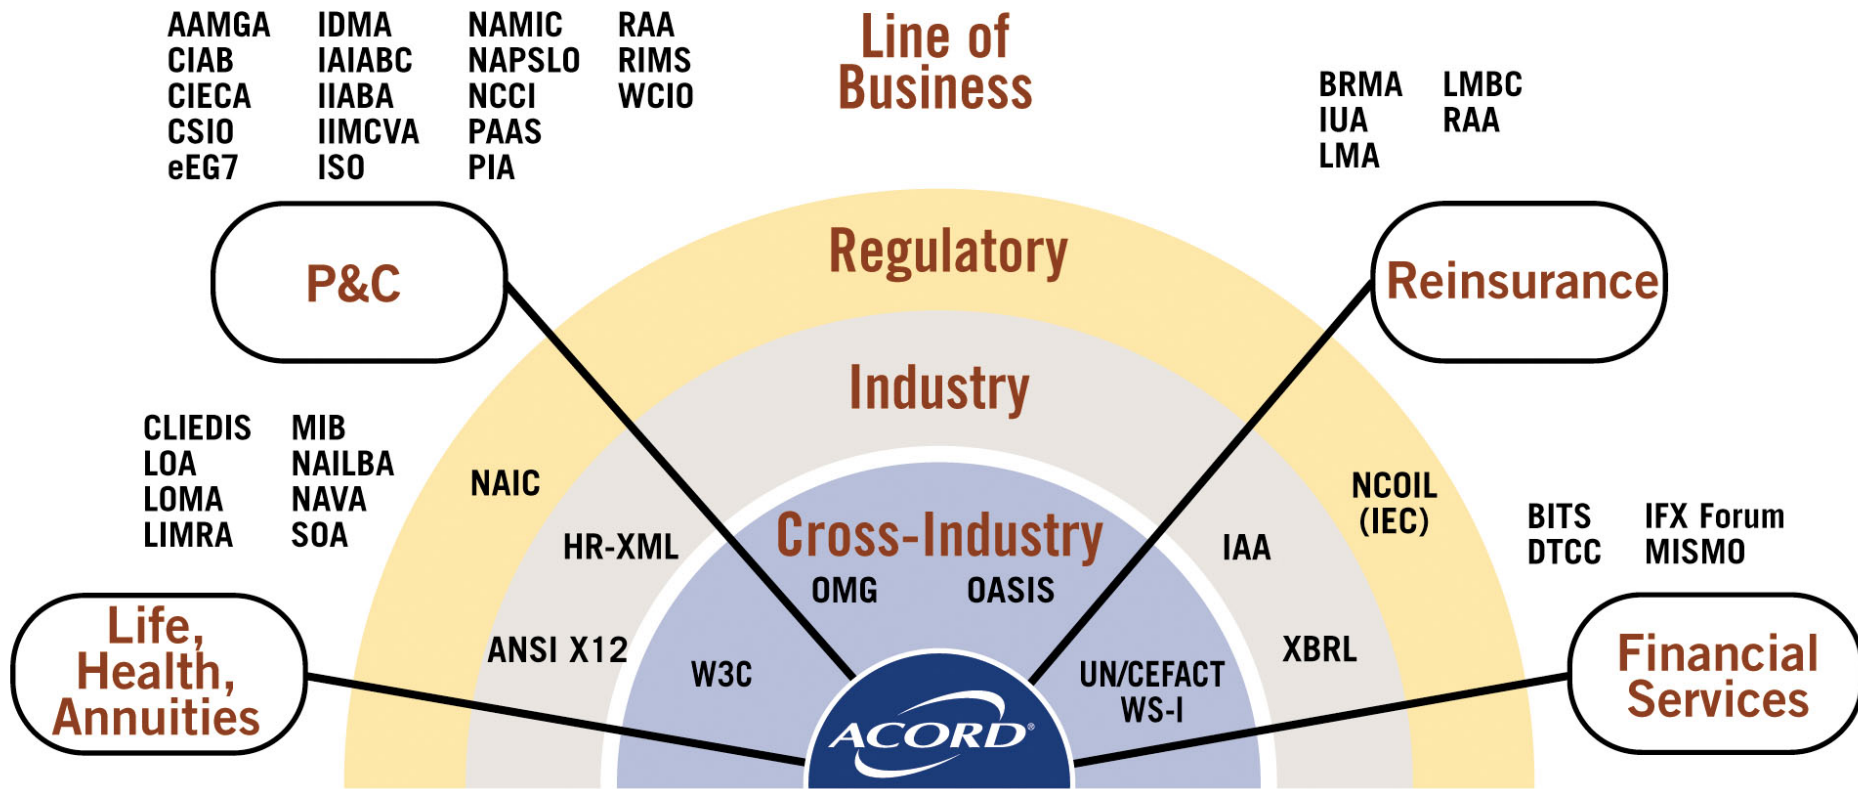 AAMGA IDMA NAMIC RAA
CIAB IAIABC NAPSLO RIMS
CIECA IIABA NCCI WCIO
CSIO IIMCVA PAAS
eEG7 ISO PIA
Line of
Business
BRMA LMBC
IUA RAA
LMA
P&C
Regulatory
Reinsurance
Industry
CLIEDIS MIB
LOA NAILBA
LOMA NAVA
LIMRA SOA
NAIC
NCOIL
(IEC)
BITS IFX Forum
DTCC MISMO
HR-XML
Cross-Industry
IAA
OMG OASIS
Life,
Health,
Annuities
ANSI X12
W3C
UN/CEFACT
WS-I
XBRL
Financial
Services
ACORD®